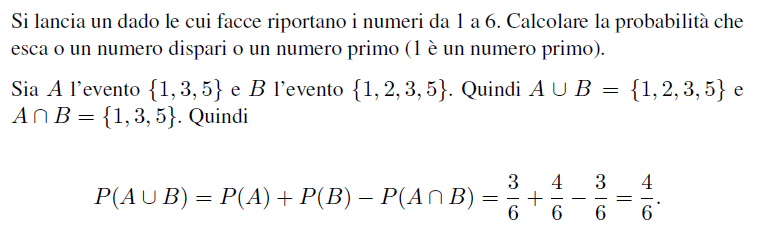 Si lancia un dado le cui facce riportano i numeri da 1 a 6. Calcolare la probabilità che
esca o un numero dispari o un numero primo (1 è un numero primo).
Sia A l'evento {1, 3, 5} e B l'evento {1, 2, 3, 5}. Quindi A ∪ B = {1, 2, 3, 5} e
A ∩ B = {1, 3, 5}. Quindi
P(A ∪ B) = P(A) + P(B) − P(A ∩ B) = 3/6 + 4/6 − 3/6 = 4/6.